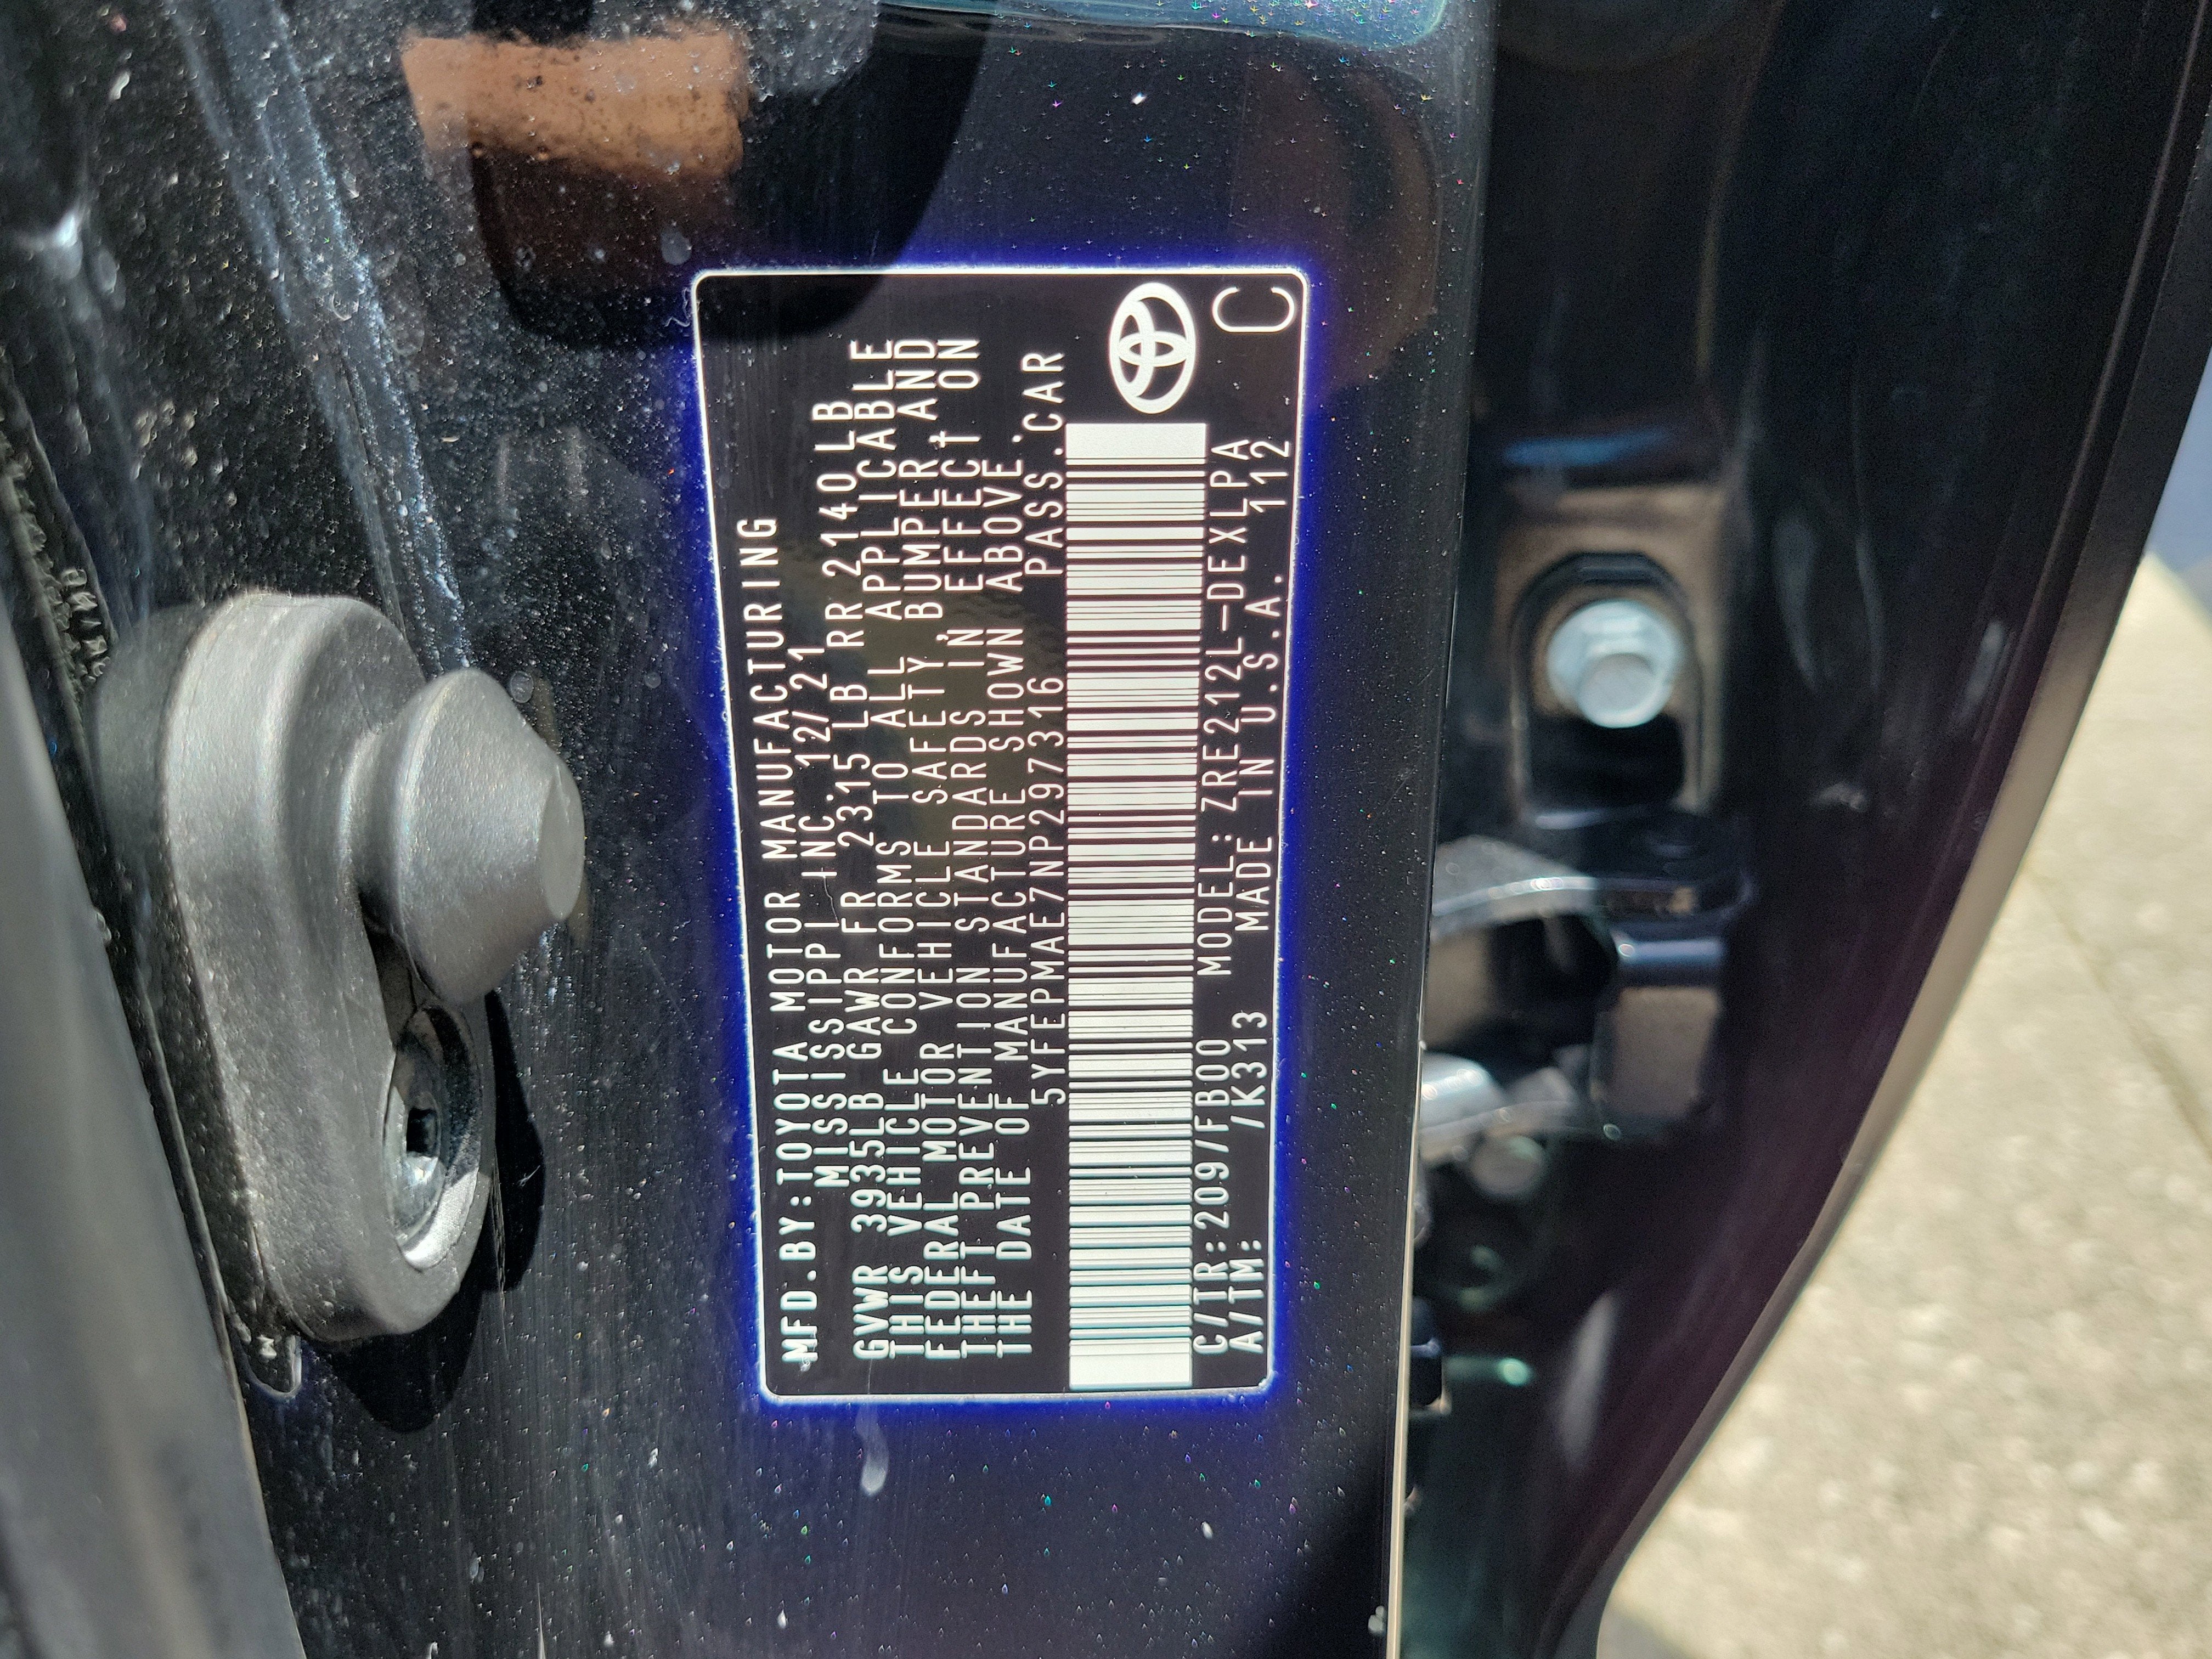 MFD.BY:TOYOTA MOTOR MANUFACTURING
MISSISSIPPI INC. 12/21
GVWR 3935LB GAWR FR 2315 LB RR 2140LB
THIS VEHICLE CONFORMS TO ALL APPLICABLE
FEDERAL MOTOR VEHICLE SAFETY, BUMPER, AND
THEFT PREVENTION STANDARDS IN EFFECT ON
THE DATE OF MANUFACTURE SHOWN ABOVE.
5YFEPMAE7NP297316 PASS.CAR
C/TR:209/FB00 MODEL:ZRE212L-DEXLPA
A/TM: /K313 MADE IN U.S.A. 112
C